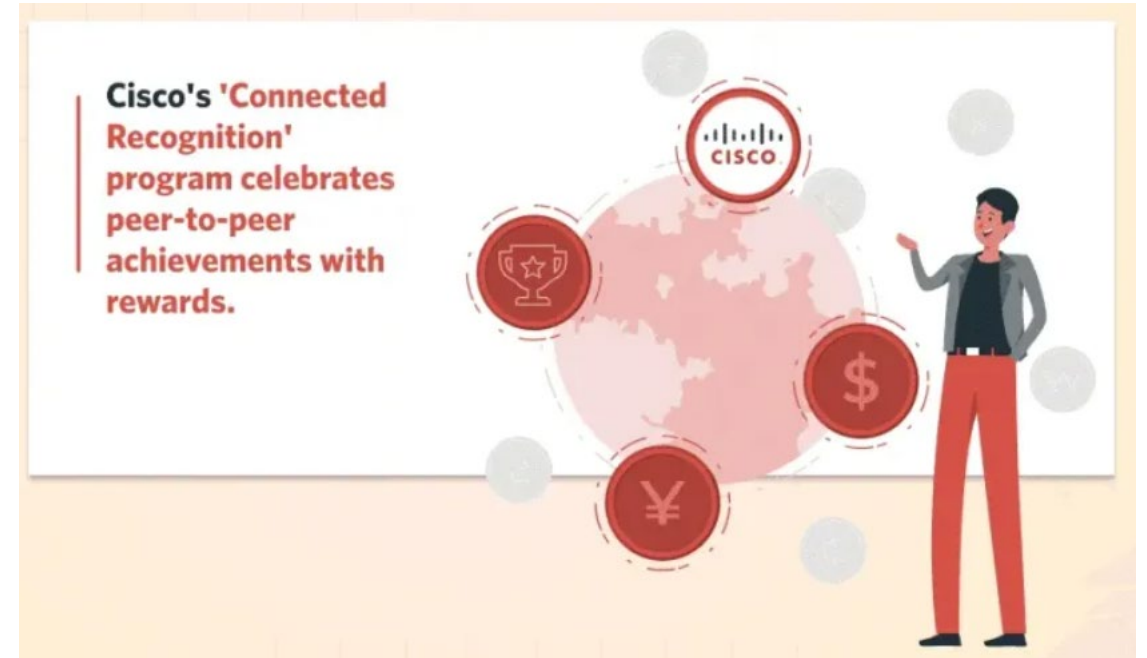 Cisco's 'Connected
Recognition'
program celebrates
peer-to-peer
achievements with
rewards.
CISCO
$
¥